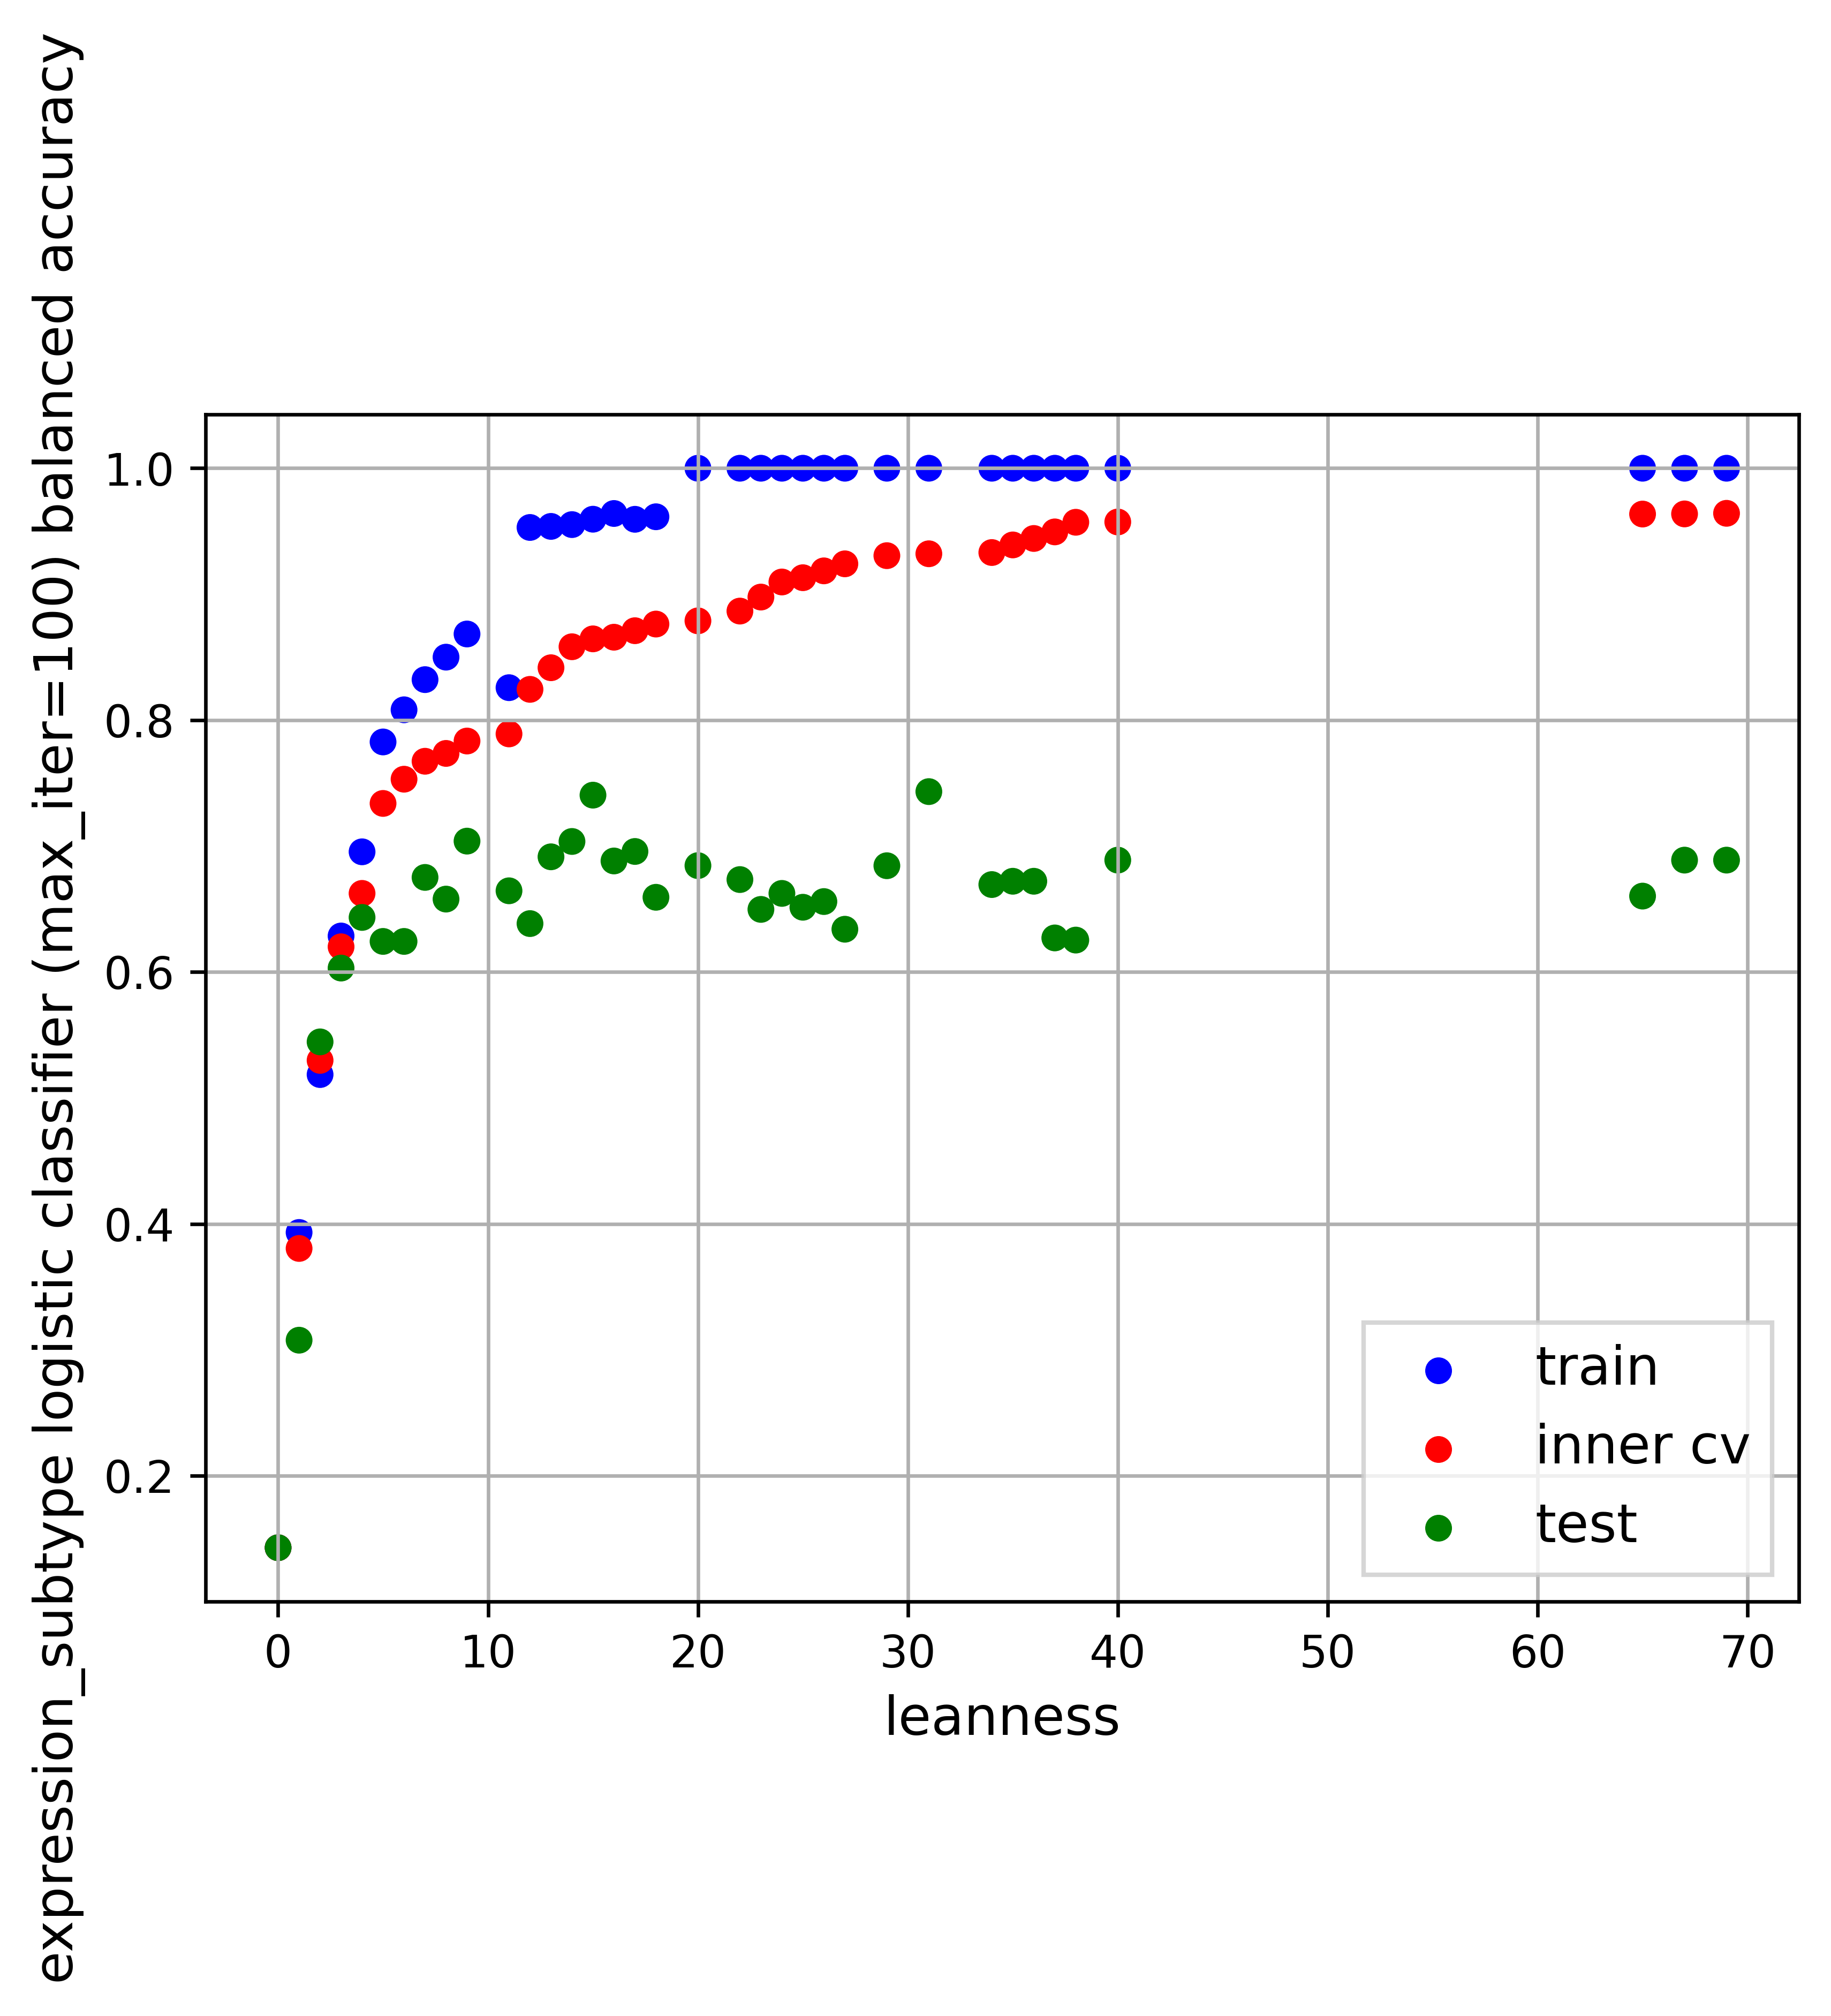 expression_subtype logistic classifier (max_iter=100) balanced accuracy
1.0
0.8
0.6
0.4
0.2
0 10 20 30 40 50 60 70
leanness
train
inner cv
test